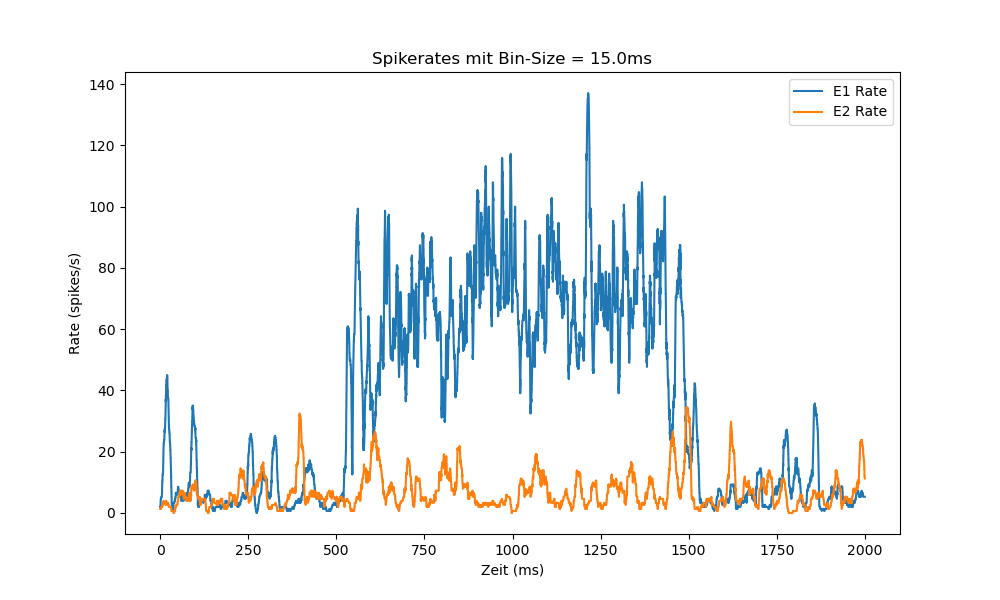 Spikerates mit Bin-Size = 15.0ms
E1 Rate
E2 Rate
Rate (spikes/s)
140
120
100
80
60
40
20
0
0 250 500 750 1000 1250 1500 1750 2000
Zeit (ms)